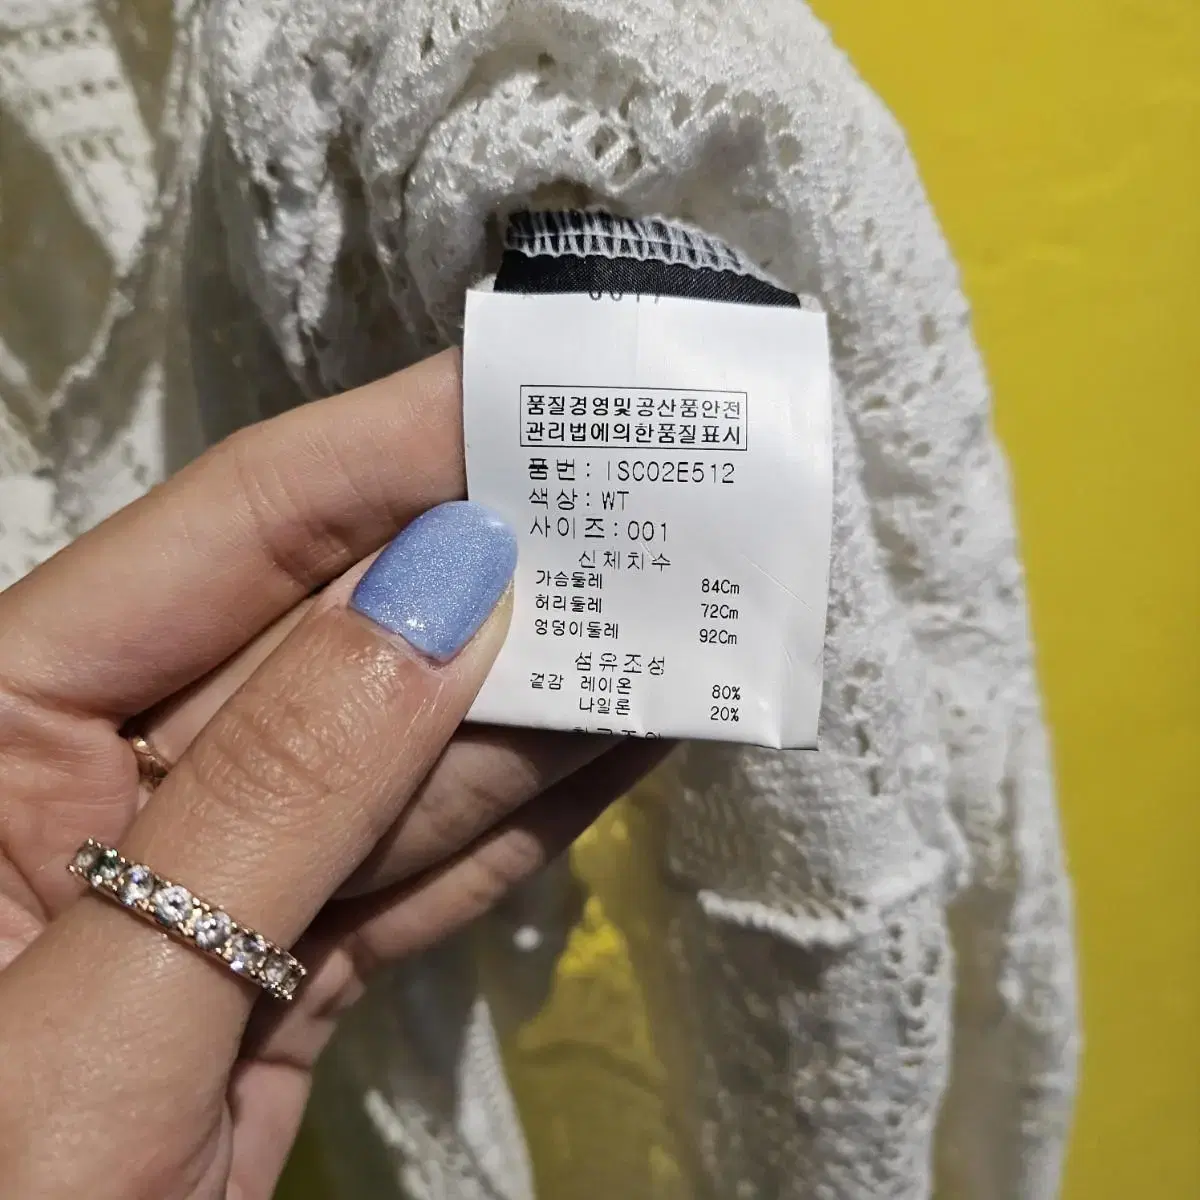 품질경영및공산품안전
관리법에의한품질표시
품번: ISC02E512
색상: WT
사이즈: 001
신체치수
가슴둘레 84Cm
허리둘레 72Cm
엉덩이둘레 92Cm
섬유조성
겉감 레이온 80%
나일론 20%